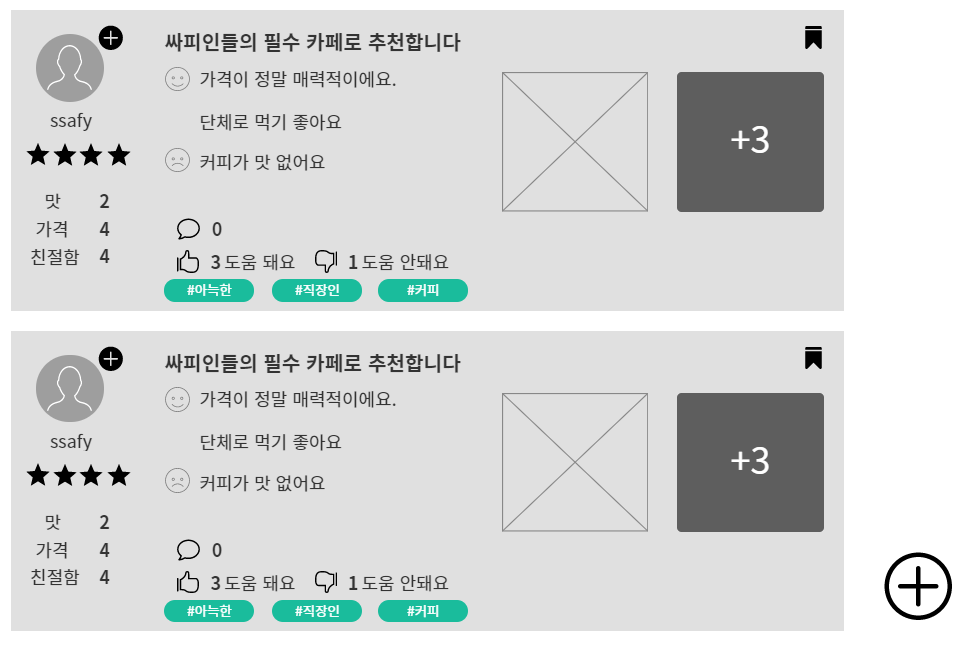 싸피인들의 필수 카페로 추천합니다
가격이 정말 매력적이에요.
단체로 먹기 좋아요
커피가 맛 없어요
ssafy
맛 2
가격 4
친절함 4
0
3 도움 돼요 1 도움 안돼요
#아늑한 #직장인 #커피
+3
싸피인들의 필수 카페로 추천합니다
가격이 정말 매력적이에요.
단체로 먹기 좋아요
커피가 맛 없어요
ssafy
맛 2
가격 4
친절함 4
0
3 도움 돼요 1 도움 안돼요
#아늑한 #직장인 #커피
+3